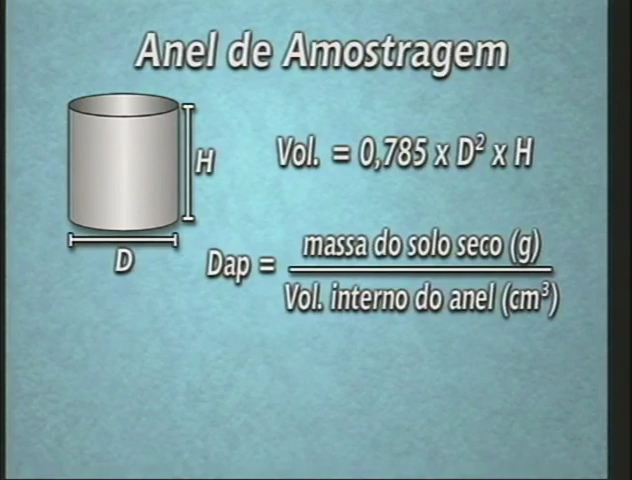 Anel de Amostragem
H
Vol. = 0,785 x D² x H
D
Dap = massa do solo seco (g)
Vol. interno do anel (cm³)